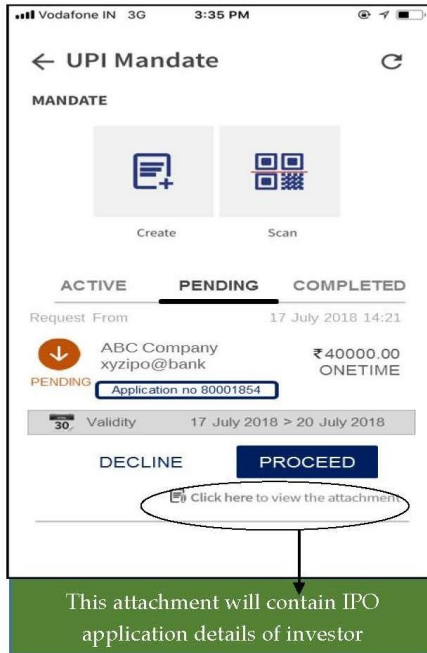 Vodafone IN 3G 3:35 PM
← UPI Mandate
MANDATE
Create Scan
ACTIVE PENDING COMPLETED
Request From 17 July 2018 14:21
ABC Company ₹40000.00
xyzipo@bank ONETIME
PENDING Application no 80001854
30 Validity 17 July 2018 > 20 July 2018
DECLINE PROCEED
Click here to view the attachment
This attachment will contain IPO
application details of investor